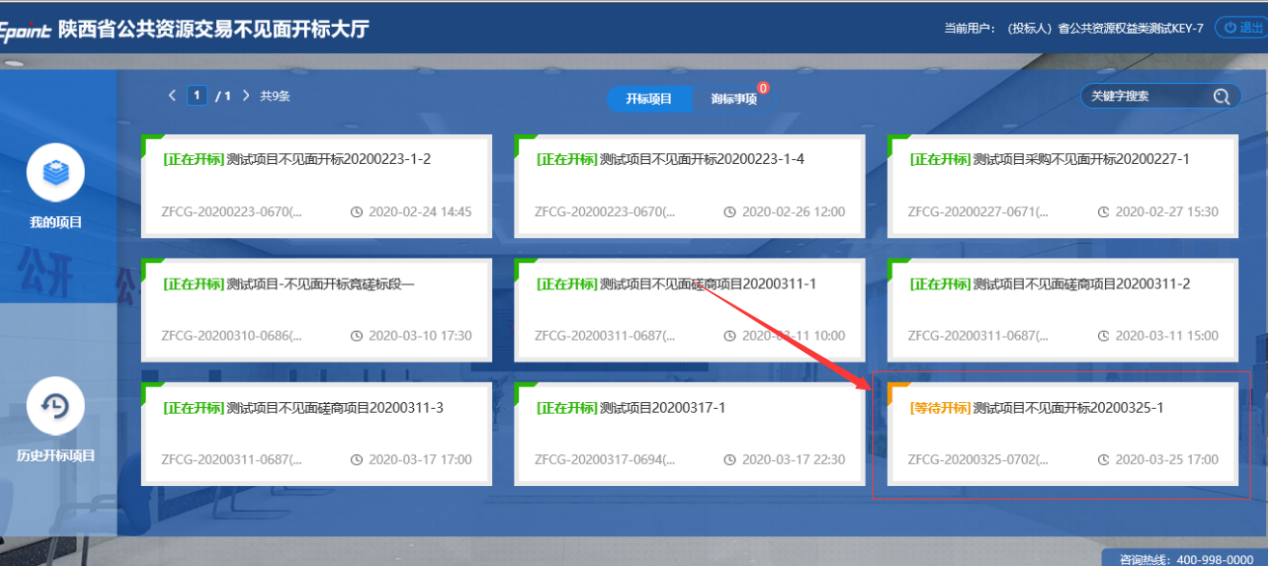 Epoint 陕西省公共资源交易不见面开标大厅
当前用户：（投标人）省公共资源权益类测试KEY-7 退出
1 / 1 共9条
开标项目 询标事项 0
关键字搜索
我的项目
历史开标项目
[正在开标] 测试项目不见面开标20200223-1-2
ZFCG-20200223-0670(... 2020-02-24 14:45
[正在开标] 测试项目不见面开标20200223-1-4
ZFCG-20200223-0670(... 2020-02-26 12:00
[正在开标] 测试项目采购不见面开标20200227-1
ZFCG-20200227-0671(... 2020-02-27 15:30
[正在开标] 测试项目-不见面开标竞磋标段一
ZFCG-20200310-0686(... 2020-03-10 17:30
[正在开标] 测试项目不见面磋商项目20200311-1
ZFCG-20200311-0687(... 2020-03-11 10:00
[正在开标] 测试项目不见面磋商项目20200311-2
ZFCG-20200311-0687(... 2020-03-11 15:00
[正在开标] 测试项目不见面磋商项目20200311-3
ZFCG-20200311-0687(... 2020-03-17 17:00
[正在开标] 测试项目20200317-1
ZFCG-20200317-0694(... 2020-03-17 22:30
[等待开标] 测试项目不见面开标20200325-1
ZFCG-20200325-0702(... 2020-03-25 17:00
公开 公
咨询热线：400-998-0000